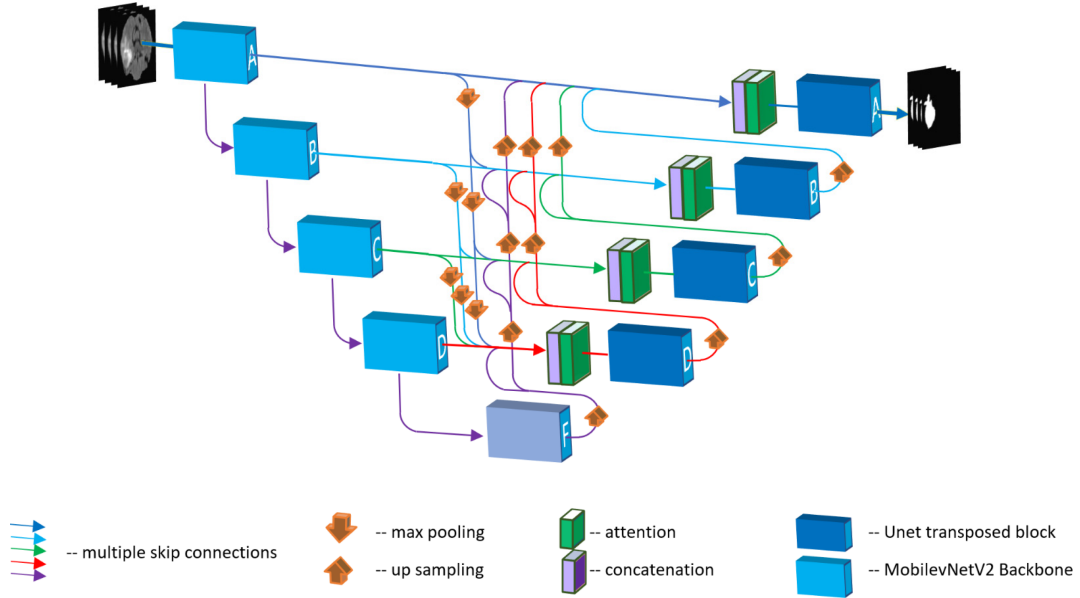 A
A
B
B
C
C
D
D
F
-- max pooling
-- attention
-- Unet transposed block
-- multiple skip connections
-- up sampling
-- concatenation
-- MobilevNetV2 Backbone